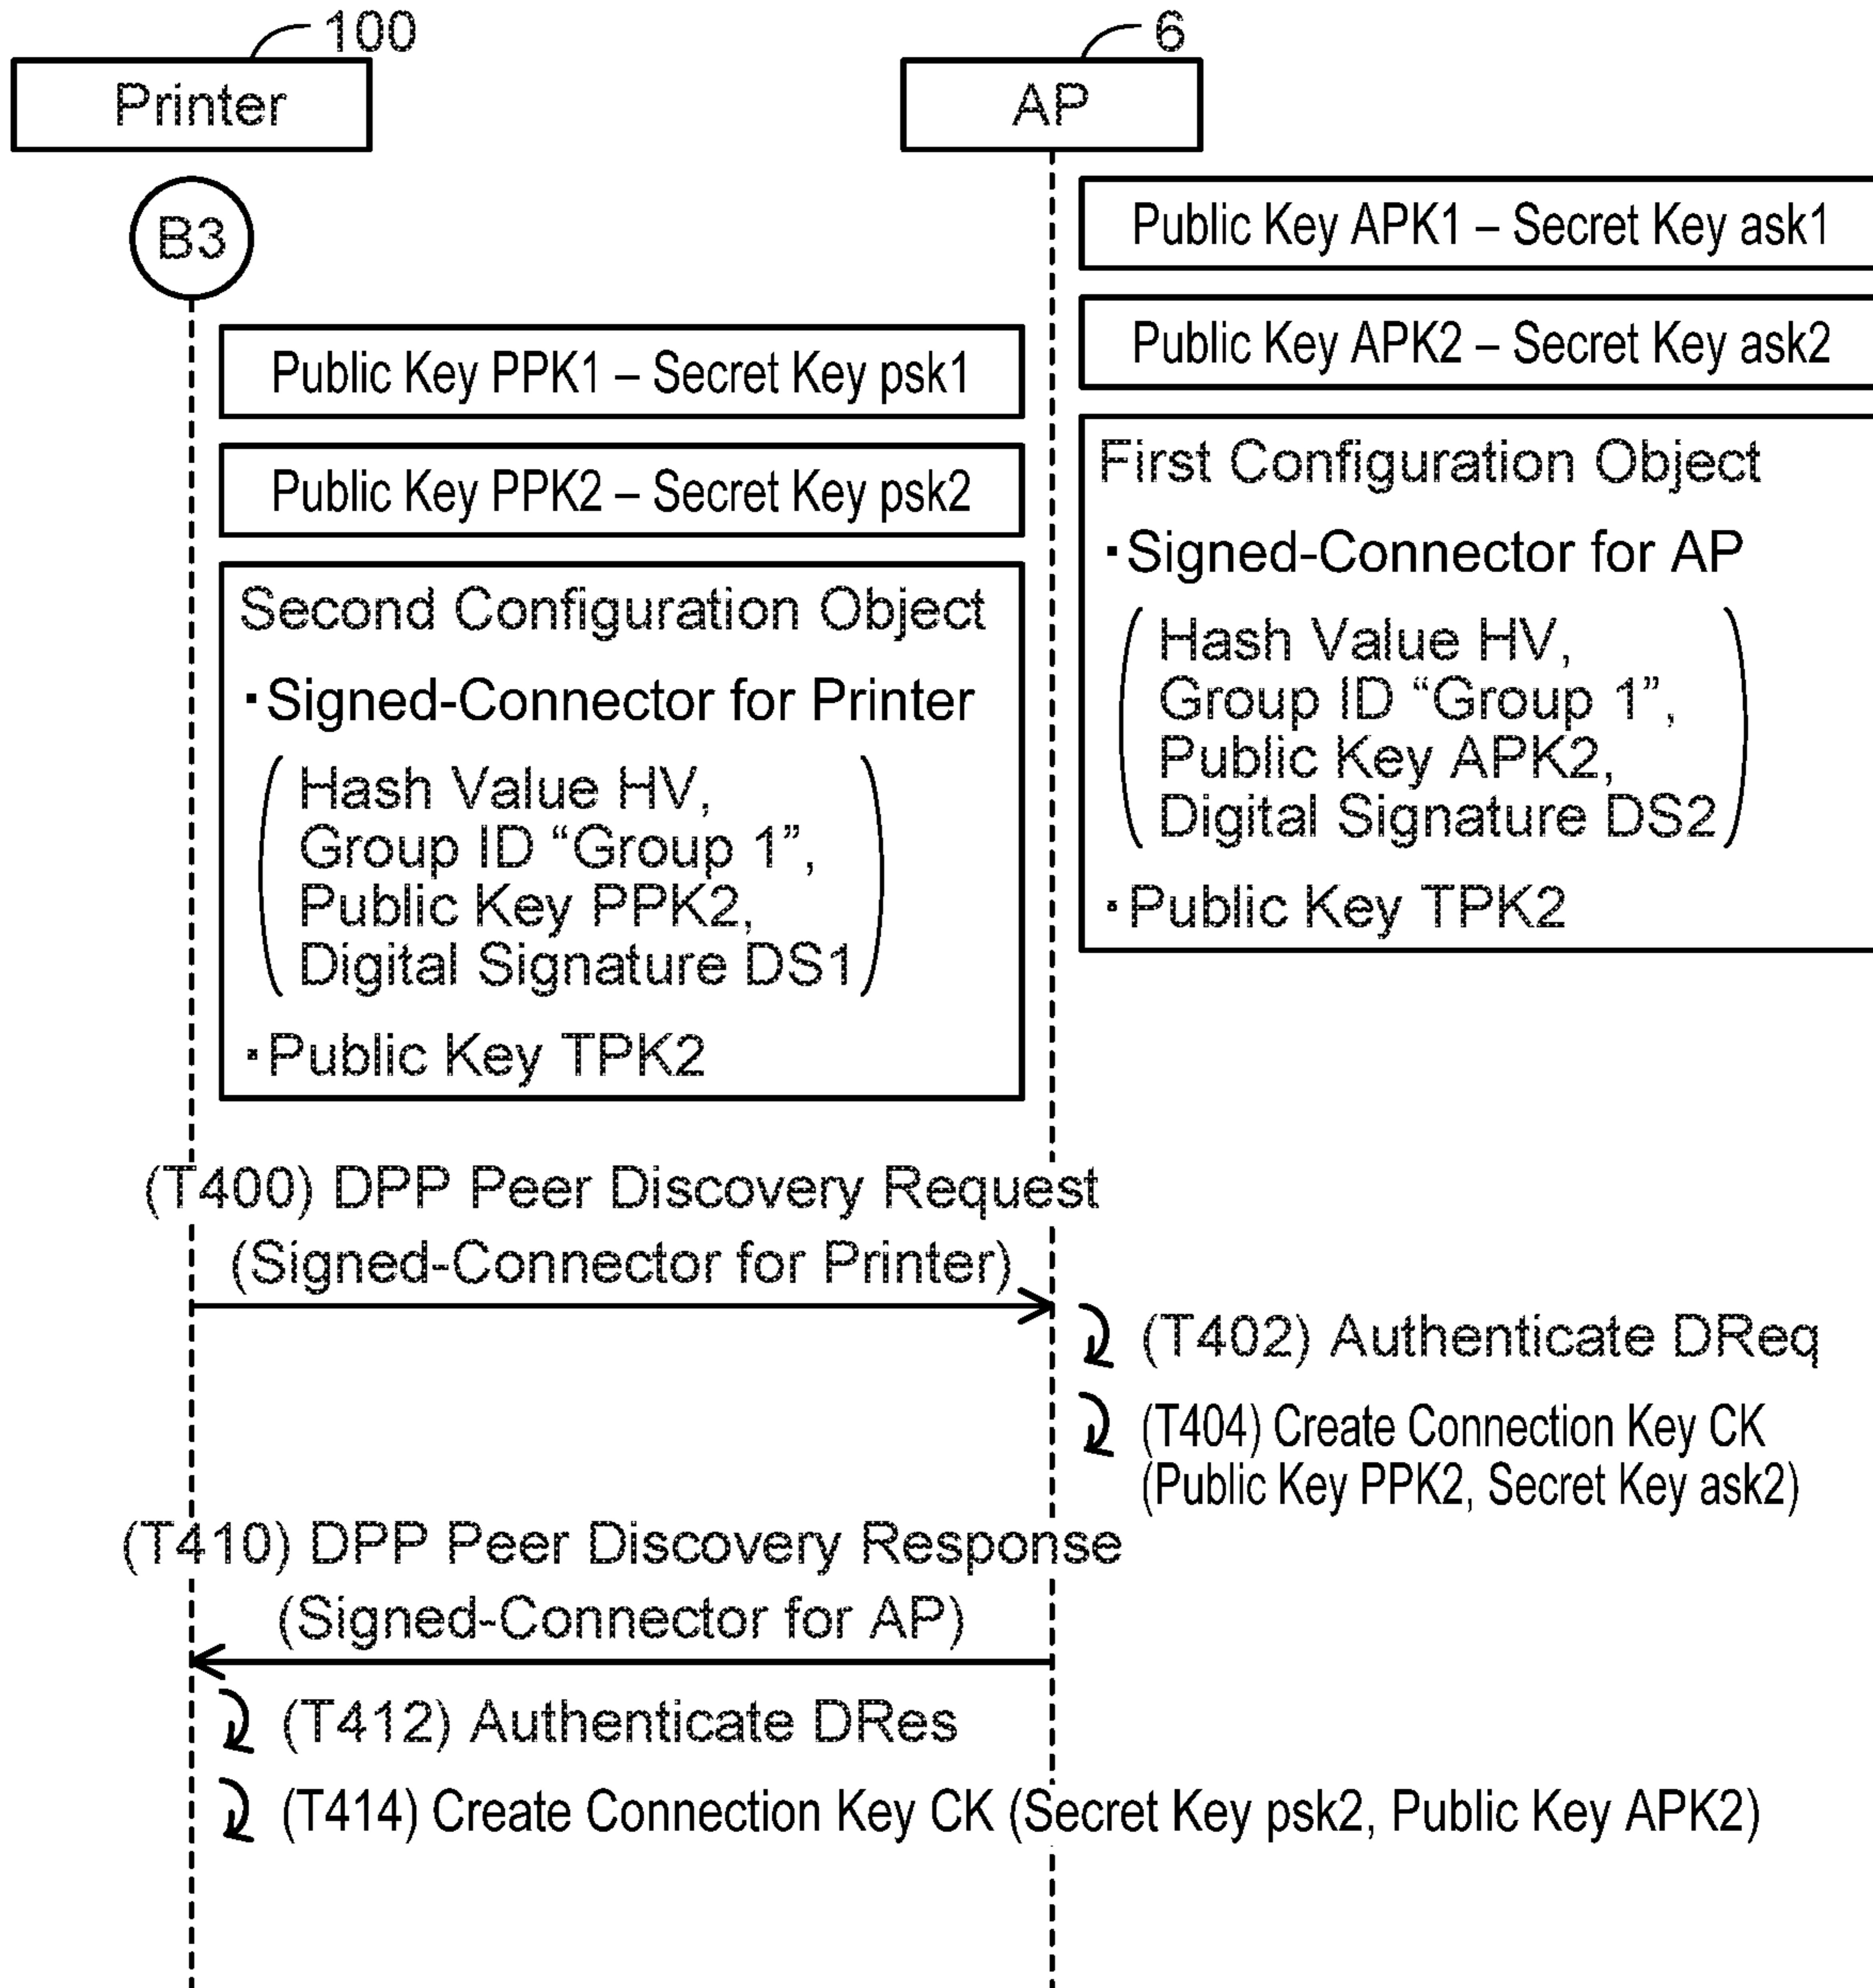 100
6
Printer
AP
B3
Public Key APK1 – Secret Key ask1
Public Key APK2 – Secret Key ask2
First Configuration Object
・Signed-Connector for AP
Hash Value HV,
Group ID “Group 1”,
Public Key APK2,
Digital Signature DS2
・Public Key TPK2
Public Key PPK1 – Secret Key psk1
Public Key PPK2 – Secret Key psk2
Second Configuration Object
・Signed-Connector for Printer
Hash Value HV,
Group ID “Group 1”,
Public Key PPK2,
Digital Signature DS1
・Public Key TPK2
(T400) DPP Peer Discovery Request
(Signed-Connector for Printer)
(T402) Authenticate DReq
(T404) Create Connection Key CK
(Public Key PPK2, Secret Key ask2)
(T410) DPP Peer Discovery Response
(Signed-Connector for AP)
(T412) Authenticate DRes
(T414) Create Connection Key CK (Secret Key psk2, Public Key APK2)